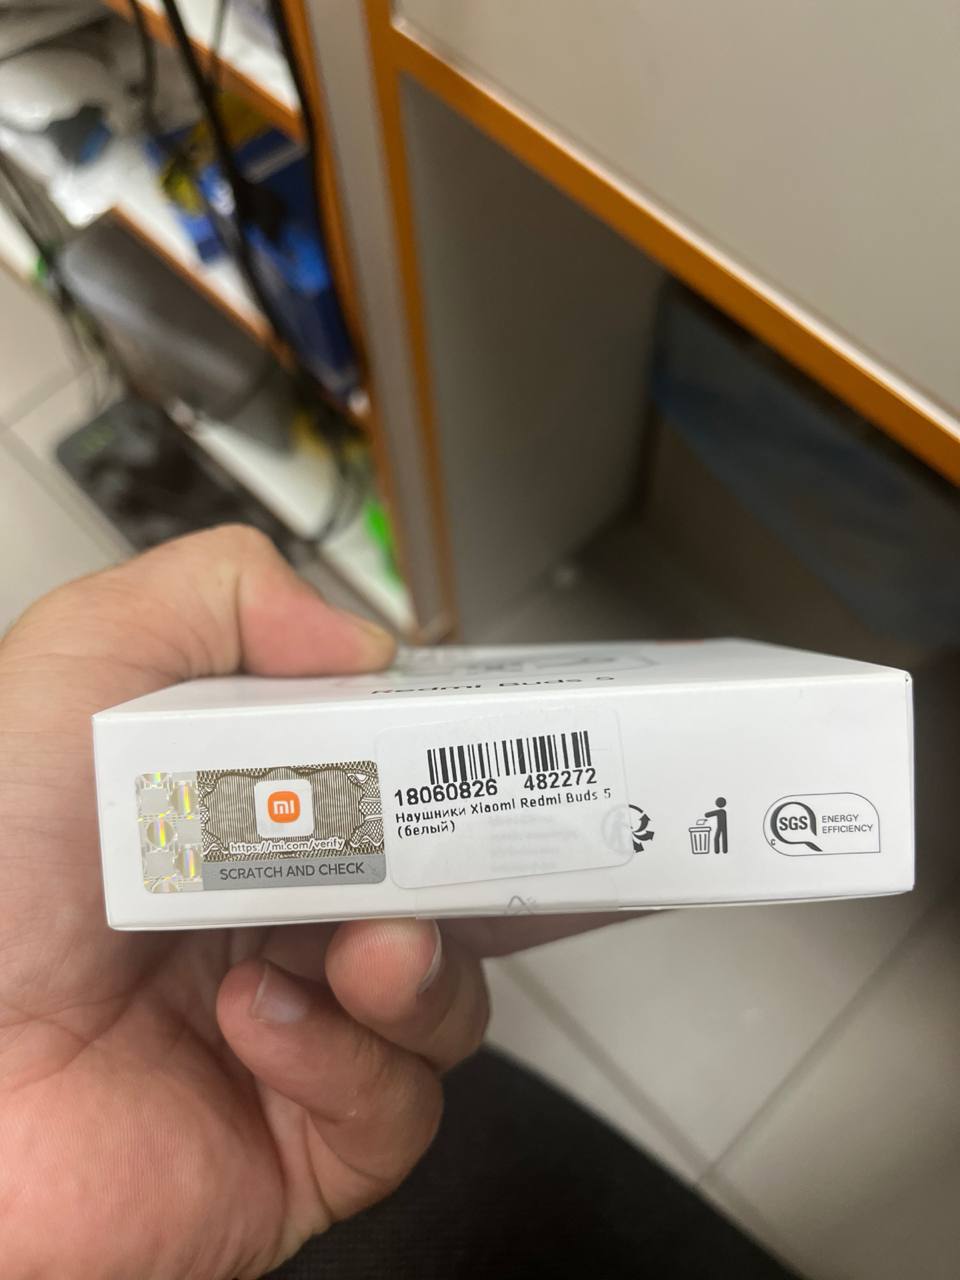 Redmi Buds 5
mi
https://mi.com/verify
SCRATCH AND CHECK
18060826 482272
Наушники Xiaomi Redmi Buds 5
(белый)
SGS
C
ENERGY
EFFICIENCY